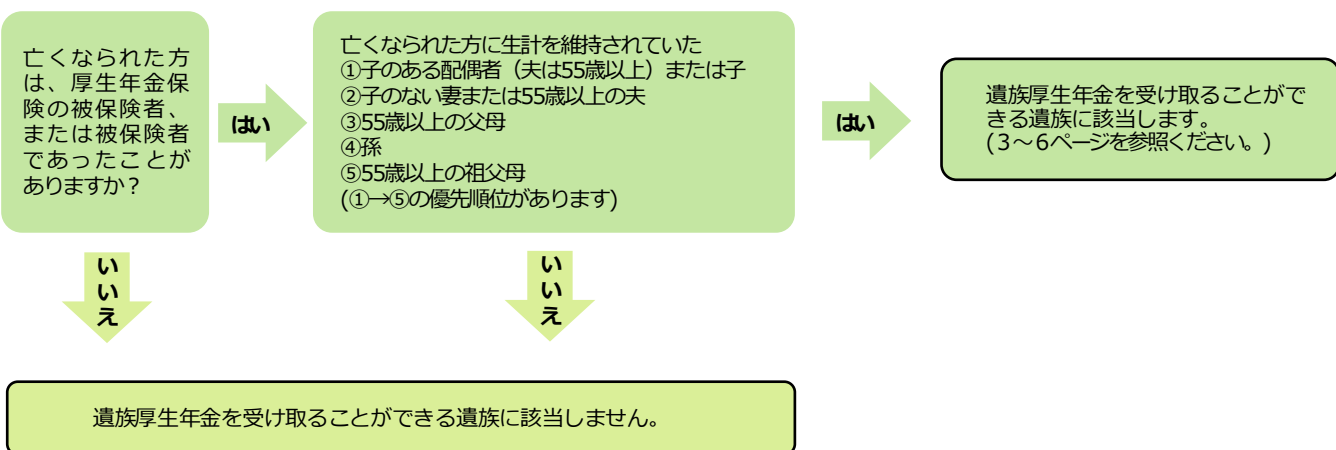 亡くなられた方
は、厚生年金保
険の被保険者、
または被保険者
であったことが
ありますか？
はい
亡くなられた方に生計を維持されていた
①子のある配偶者（夫は55歳以上）または子
②子のない妻または55歳以上の夫
③55歳以上の父母
④孫
⑤55歳以上の祖父母
(①→⑤の優先順位があります)
はい
遺族厚生年金を受け取ることがで
きる遺族に該当します。
(３～６ページを参照ください。)
いいえ
いいえ
遺族厚生年金を受け取ることができる遺族に該当しません。